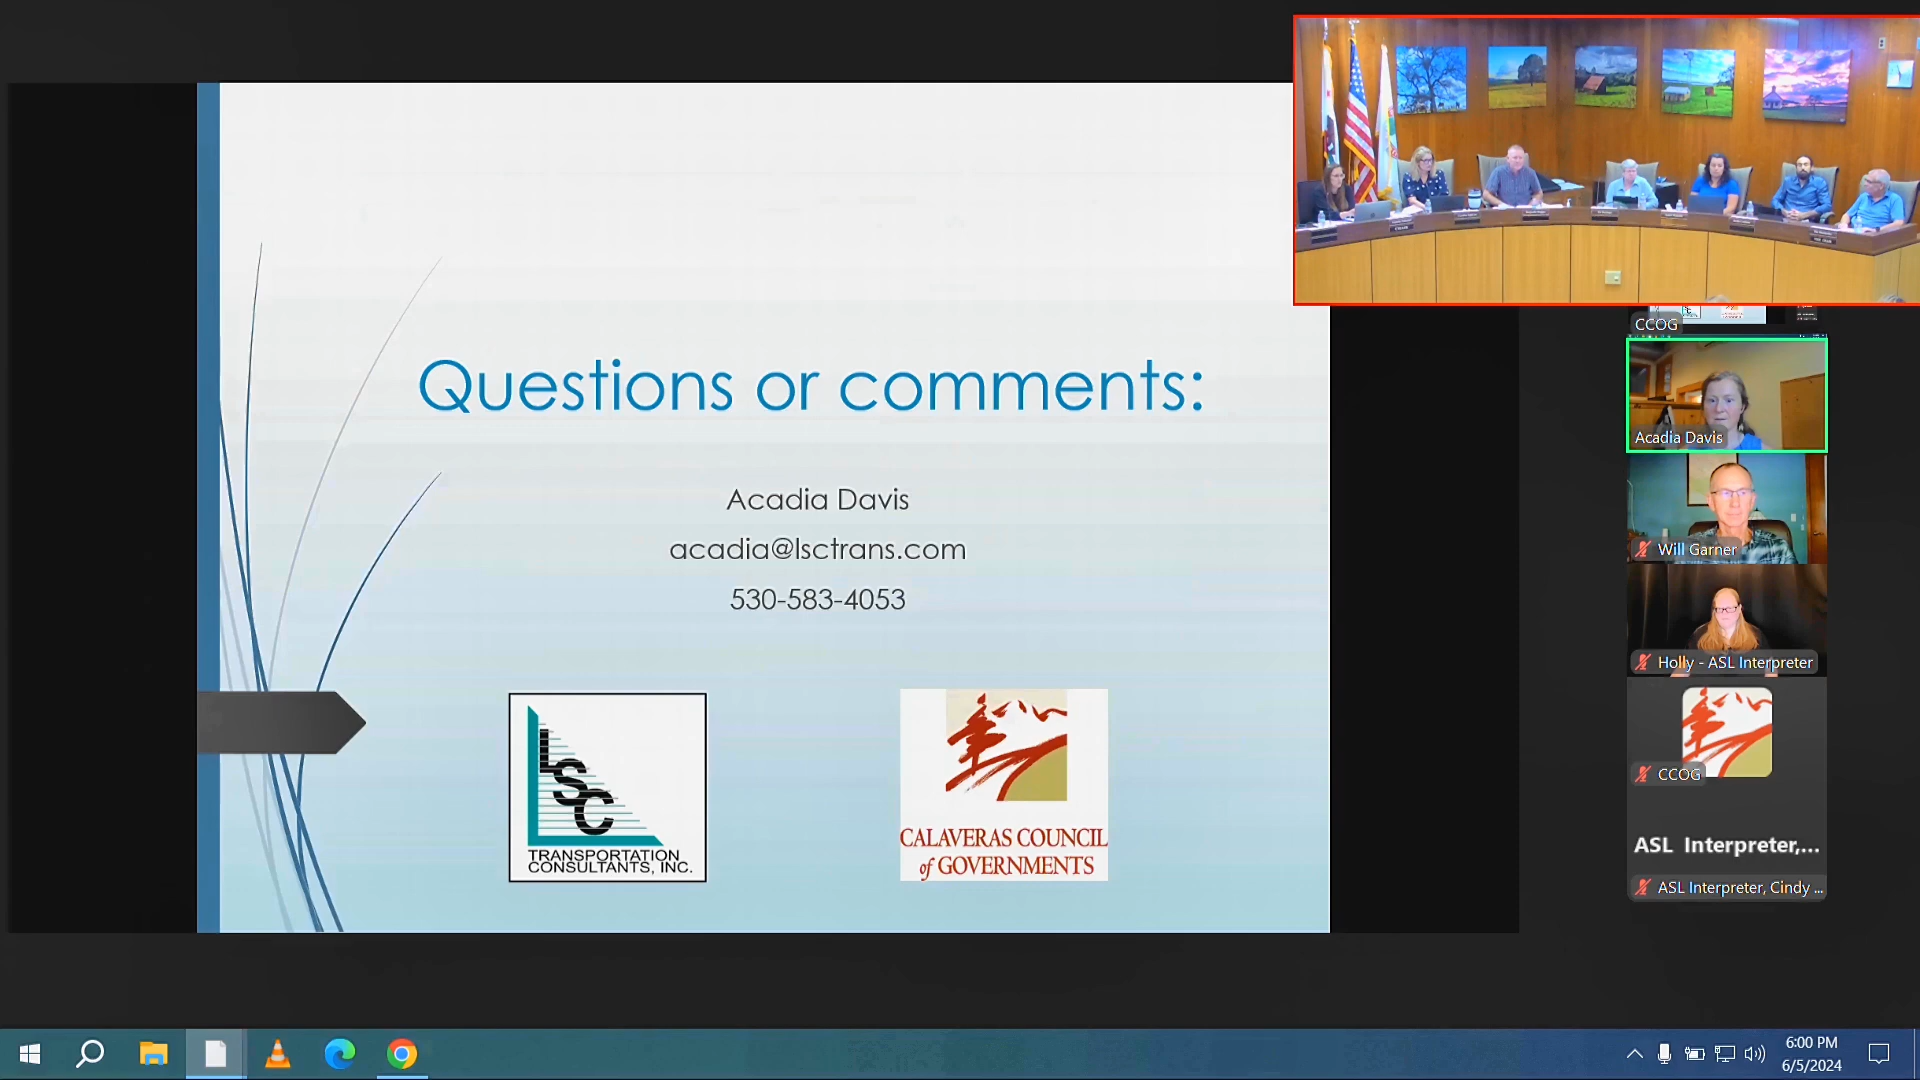 Questions or comments:
Acadia Davis
acadia@lsctrans.com
530-583-4053
LSC
TRANSPORTATION
CONSULTANTS, INC.
CALAVERAS COUNCIL
of GOVERNMENTS
CCOG
Acadia Davis
Will Garner
Holly - ASL Interpreter
CCOG
ASL Interpreter,...
ASL Interpreter, Cindy ...
6:00 PM
6/5/2024